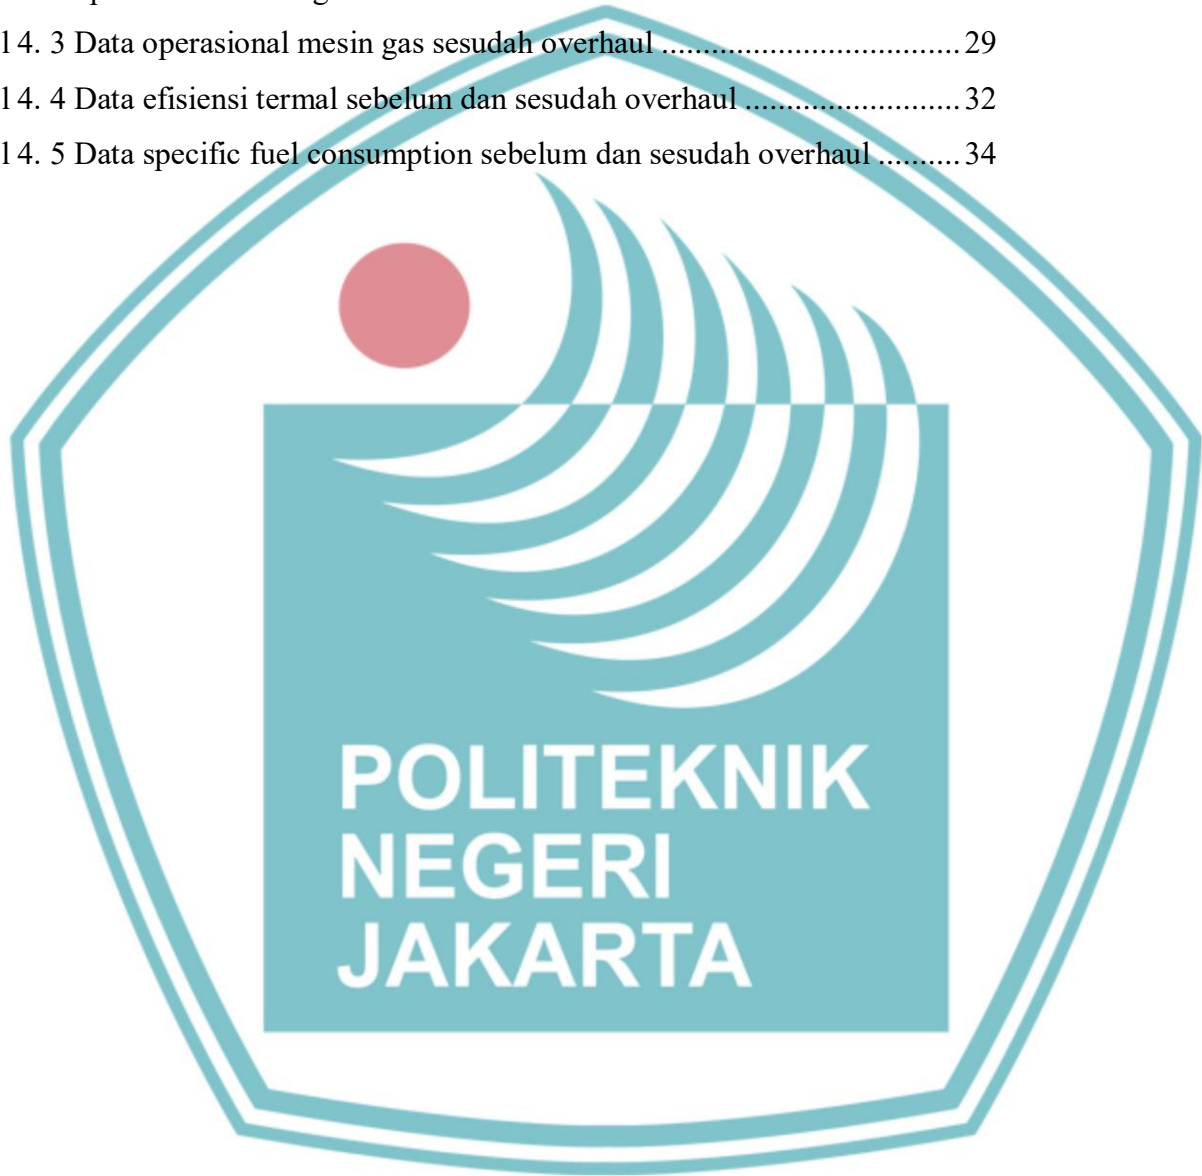 l 4. 3 Data operasional mesin gas sesudah overhaul .................................. 29
l 4. 4 Data efisiensi termal sebelum dan sesudah overhaul ......................... 32
l 4. 5 Data specific fuel consumption sebelum dan sesudah overhaul .......... 34
POLITEKNIK
NEGERI
JAKARTA